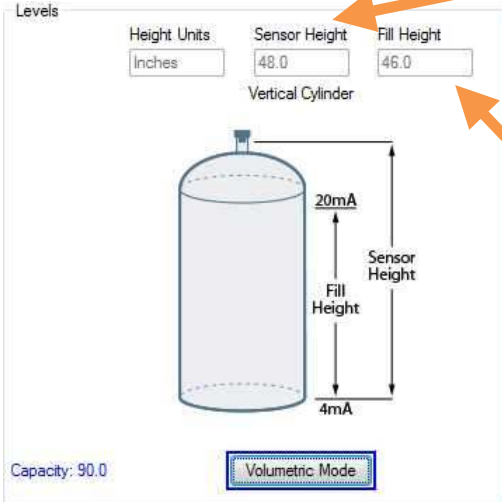 Levels
Height Units Sensor Height Fill Height
Inches 48.0 46.0
Vertical Cylinder
20mA
Sensor
Height
Fill
Height
4mA
Capacity: 90.0 Volumetric Mode